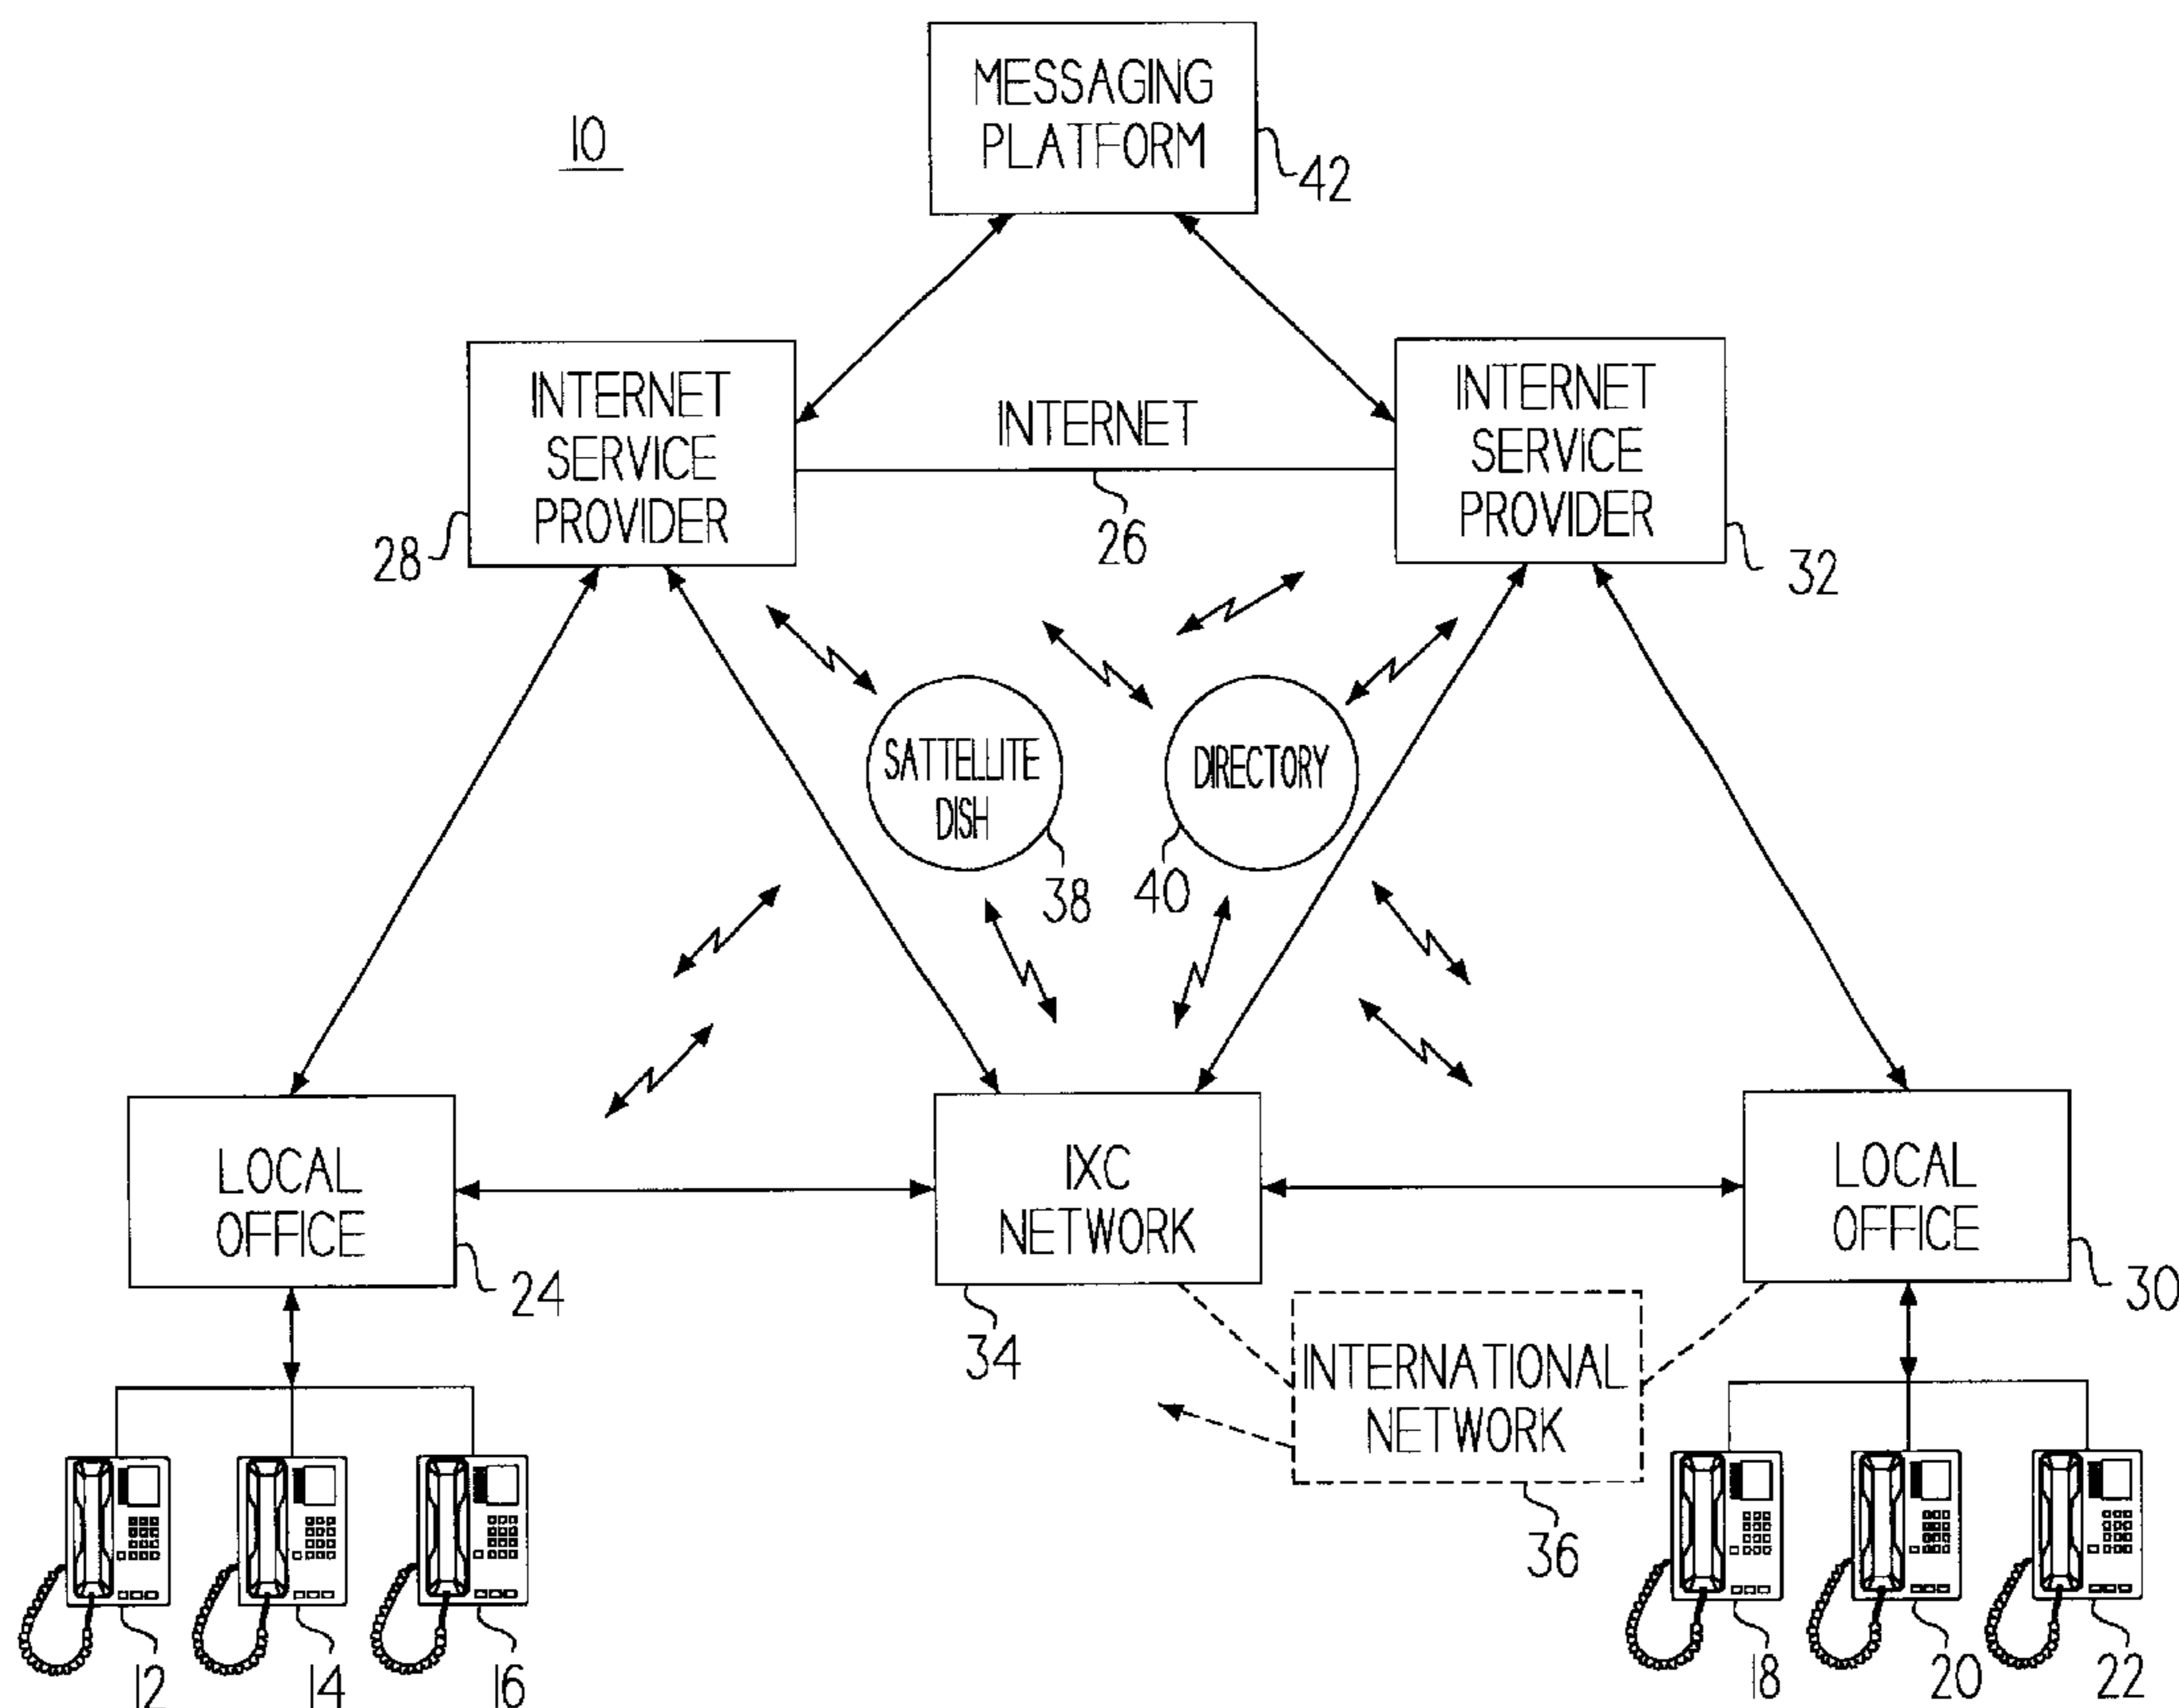 MESSAGING
PLATFORM
10
42
INTERNET
SERVICE
PROVIDER
28
INTERNET
26
INTERNET
SERVICE
PROVIDER
32
SATTELLITE
DISH
38
DIRECTORY
40
LOCAL
OFFICE
24
IXC
NETWORK
34
LOCAL
OFFICE
30
INTERNATIONAL
NETWORK
36
12
14
16
18
20
22